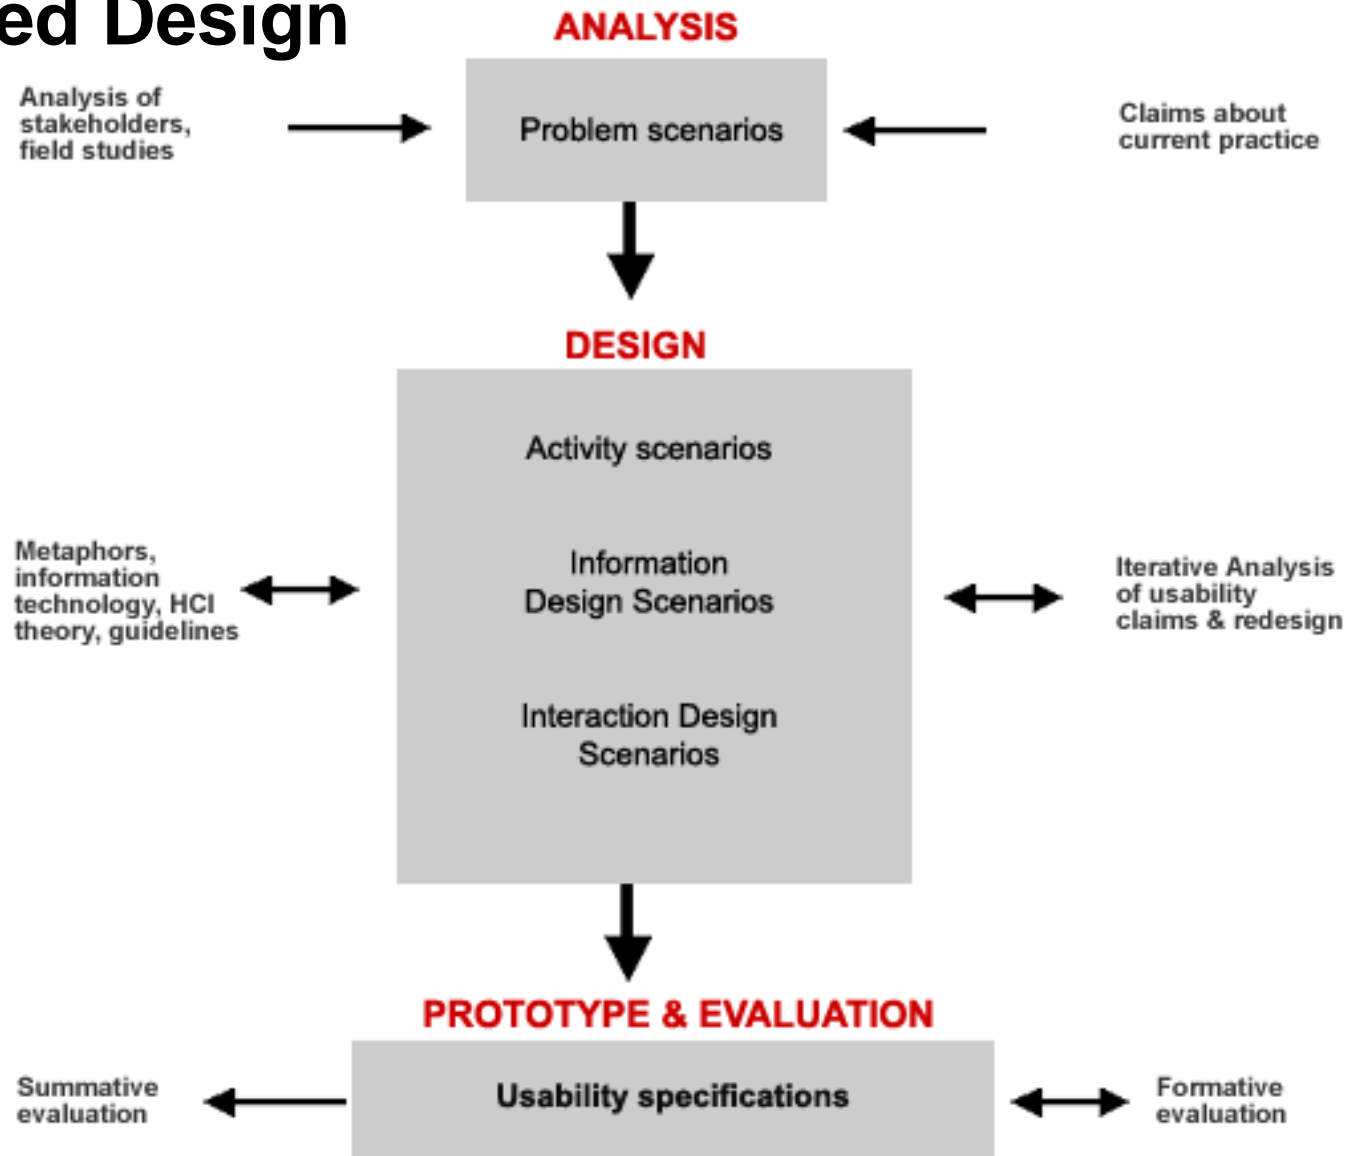 ed Design
ANALYSIS
Analysis of
stakeholders,
field studies
Problem scenarios
Claims about
current practice
DESIGN
Activity scenarios
Information
Design Scenarios
Interaction Design
Scenarios
Metaphors,
information
technology, HCI
theory, guidelines
Iterative Analysis
of usability
claims & redesign
PROTOTYPE & EVALUATION
Summative
evaluation
Usability specifications
Formative
evaluation